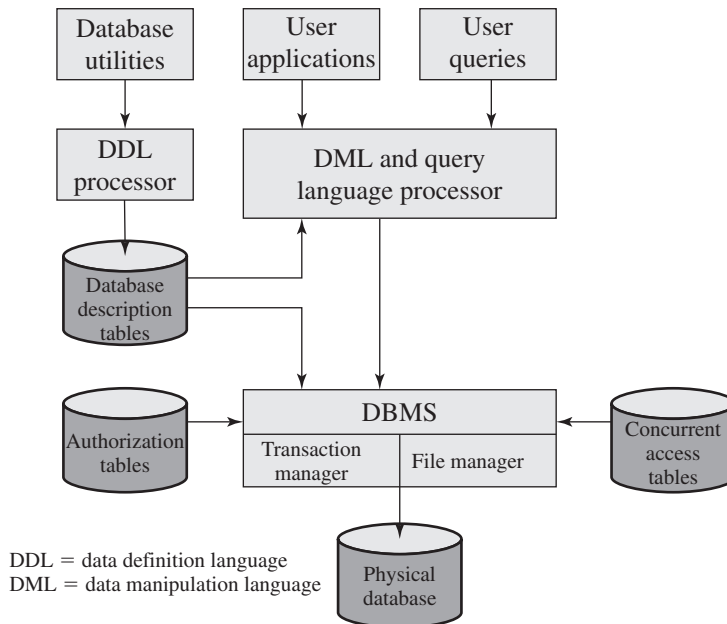 Database
utilities
User
applications
User
queries
DDL
processor
DML and query
language processor
Database
description
tables
DBMS
Authorization
tables
Transaction
manager
File manager
Concurrent
access
tables
DDL = data definition language
DML = data manipulation language
Physical
database